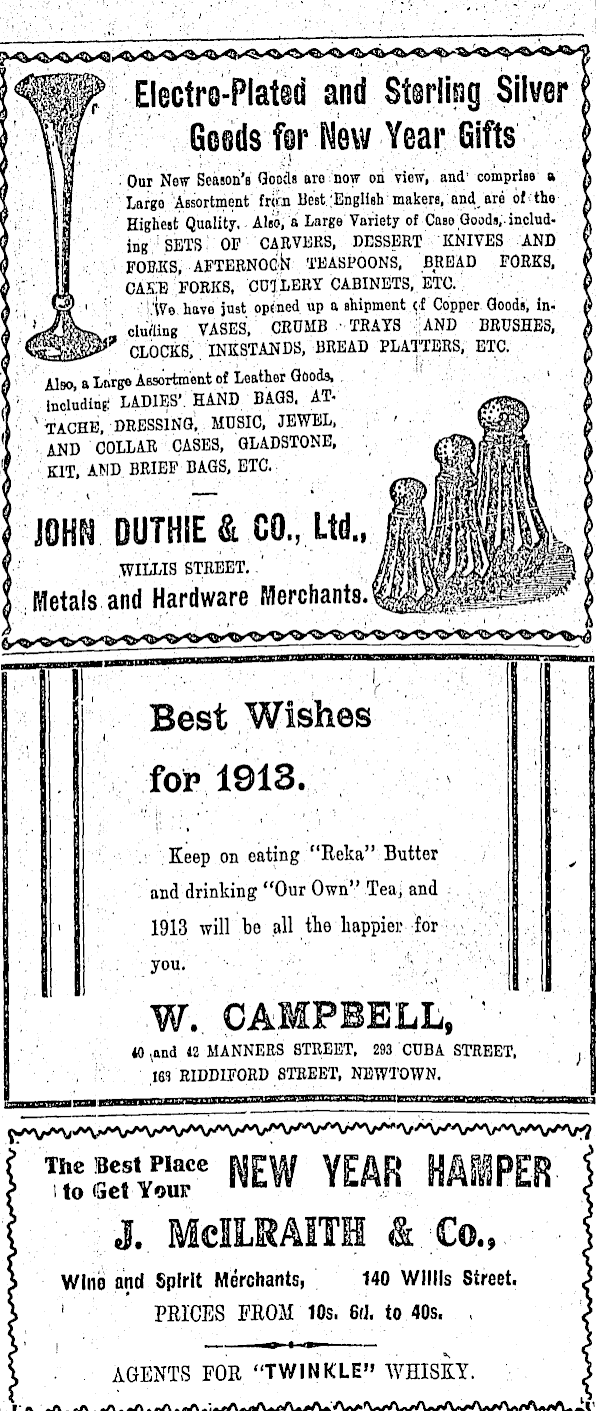 Electro-Plated and Sterling Silver
Goods for New Year Gifts
Our New Season's Goods are now on view, and comprise a
Large Assortment from Best English makers, and are of the
Highest Quality. Also, a Large Variety of Case Goods, includ-
ing SETS OF CARVERS, DESSERT KNIVES AND
FORKS, AFTERNOON TEASPOONS, BREAD FORKS,
CAKE FORKS, CUTLERY CABINETS, ETC.
We have just opened up a shipment of Copper Goods, in-
cluding VASES, CRUMB TRAYS AND BRUSHES,
CLOCKS, INKSTANDS, BREAD PLATTERS, ETC.
Also, a Large Assortment of Leather Goods,
including LADIES' HAND BAGS, AT-
TACHE, DRESSING, MUSIC, JEWEL,
AND COLLAR CASES, GLADSTONE,
KIT, AND BRIEF BAGS, ETC.
JOHN DUTHIE & CO., Ltd.,
WILLIS STREET.
Metals and Hardware Merchants.
Best Wishes
for 1913.
Keep on eating "Reka" Butter
and drinking "Our Own" Tea, and
1913 will be all the happier for
you.
W. CAMPBELL,
40 and 42 MANNERS STREET, 293 CUBA STREET,
163 RIDDIFORD STREET, NEWTOWN.
The Best Place
to Get Your
NEW YEAR HAMPER
J. McILRAITH & Co.,
Wine and Spirit Merchants, 140 Willis Street.
PRICES FROM 10s. 6d. to 40s.
AGENTS FOR "TWINKLE" WHISKY.